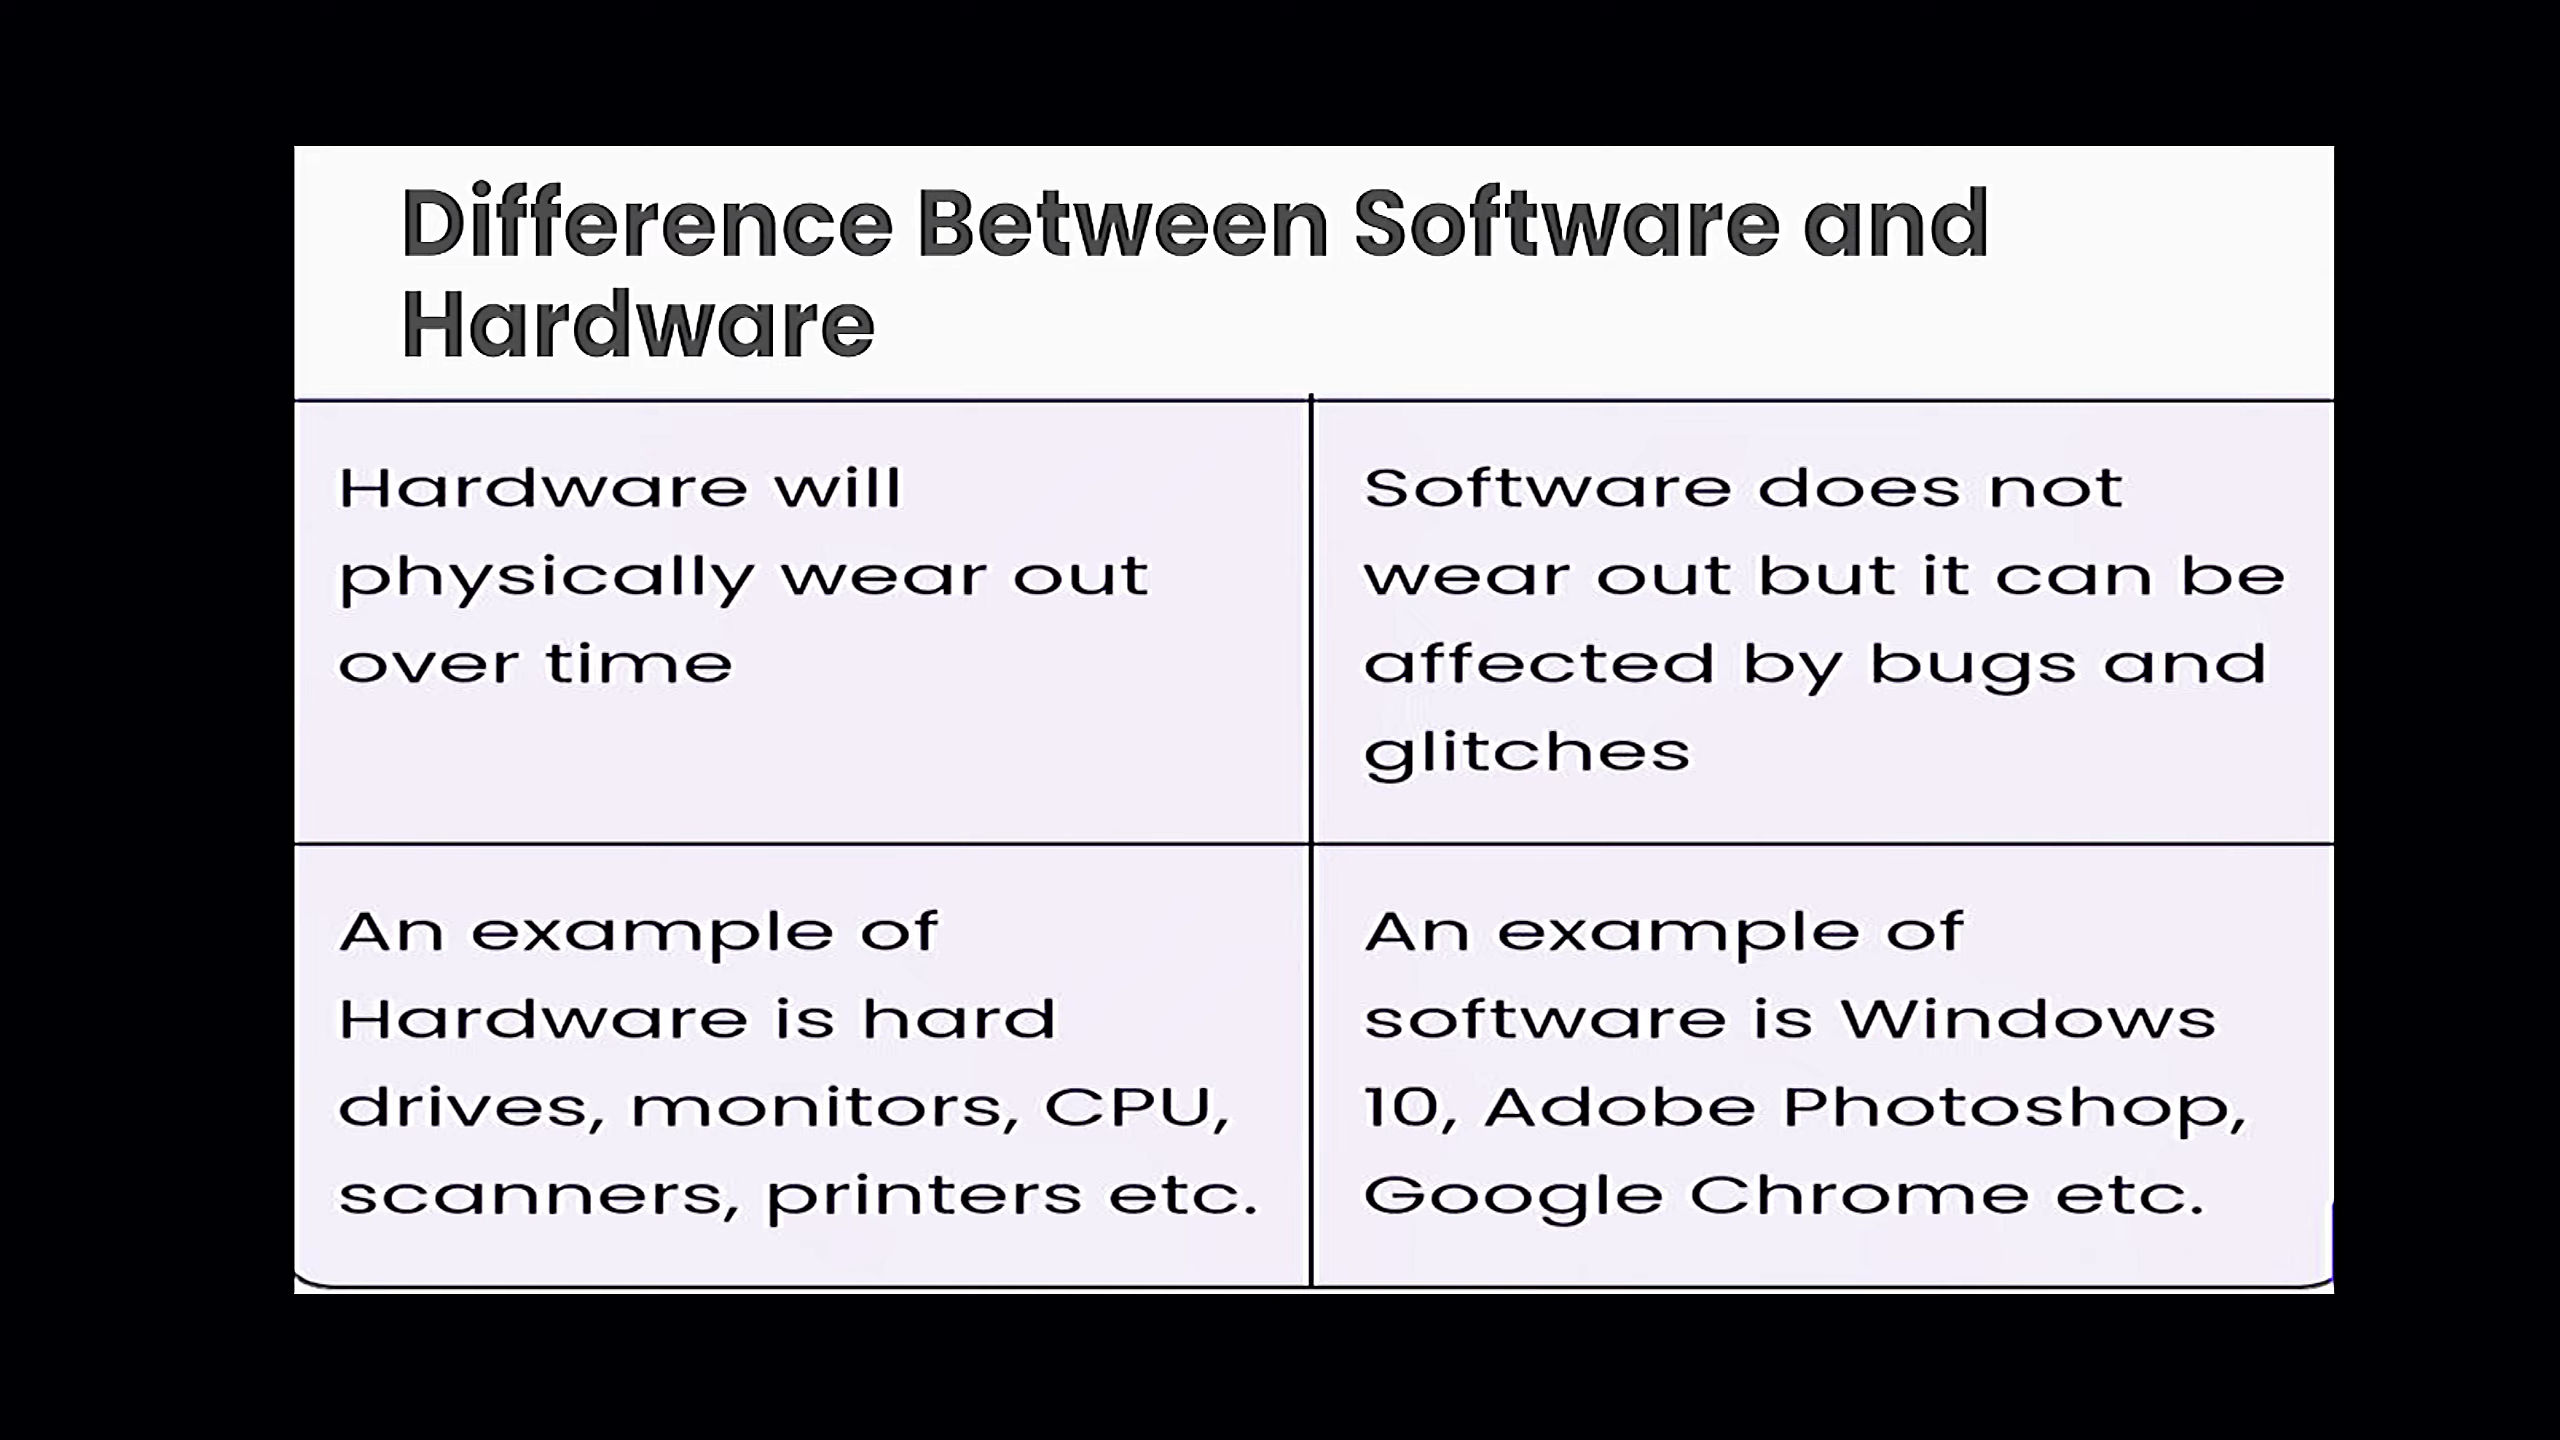 Difference Between Software and
Hardware
Hardware will
physically wear out
over time
Software does not
wear out but it can be
affected by bugs and
glitches
An example of
Hardware is hard
drives, monitors, CPU,
scanners, printers etc.
An example of
software is Windows
10, Adobe Photoshop,
Google Chrome etc.